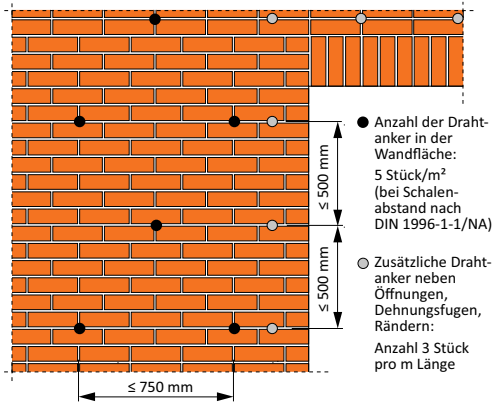 Anzahl der Draht-
anker in der
Wandfläche:
5 Stück/m²
(bei Schalen-
abstand nach
DIN 1996-1-1/NA)
Zusätzliche Draht-
anker neben
Öffnungen,
Dehnungsfugen,
Rändern:
Anzahl 3 Stück
pro m Länge
≤ 500 mm
≤ 500 mm
≤ 750 mm